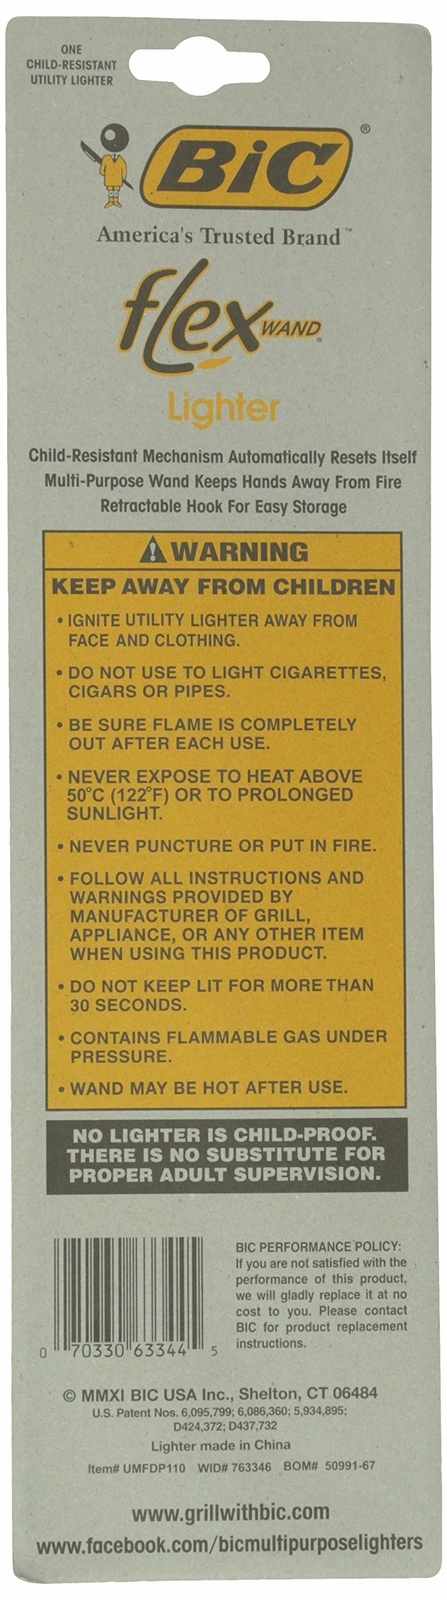 ONE
CHILD-RESISTANT
UTILITY LIGHTER
BiC®
America's Trusted Brand™
flex WAND®
Lighter
Child-Resistant Mechanism Automatically Resets Itself
Multi-Purpose Wand Keeps Hands Away From Fire
Retractable Hook For Easy Storage
⚠ WARNING
KEEP AWAY FROM CHILDREN
• IGNITE UTILITY LIGHTER AWAY FROM
FACE AND CLOTHING.
• DO NOT USE TO LIGHT CIGARETTES,
CIGARS OR PIPES.
• BE SURE FLAME IS COMPLETELY
OUT AFTER EACH USE.
• NEVER EXPOSE TO HEAT ABOVE
50°C (122°F) OR TO PROLONGED
SUNLIGHT.
• NEVER PUNCTURE OR PUT IN FIRE.
• FOLLOW ALL INSTRUCTIONS AND
WARNINGS PROVIDED BY
MANUFACTURER OF GRILL,
APPLIANCE, OR ANY OTHER ITEM
WHEN USING THIS PRODUCT.
• DO NOT KEEP LIT FOR MORE THAN
30 SECONDS.
• CONTAINS FLAMMABLE GAS UNDER
PRESSURE.
• WAND MAY BE HOT AFTER USE.
NO LIGHTER IS CHILD-PROOF.
THERE IS NO SUBSTITUTE FOR
PROPER ADULT SUPERVISION.
0 70330 63344 5
BIC PERFORMANCE POLICY:
If you are not satisfied with the
performance of this product,
we will gladly replace it at no
cost to you. Please contact
BIC for product replacement
instructions.
© MMXI BIC USA Inc., Shelton, CT 06484
U.S. Patent Nos. 6,095,799; 6,086,360; 5,934,895;
D424,372; D437,732
Lighter made in China
Item# UMFDP110 WID# 763346 BOM# 50991-67
www.grillwithbic.com
www.facebook.com/bicmultipurposelighters